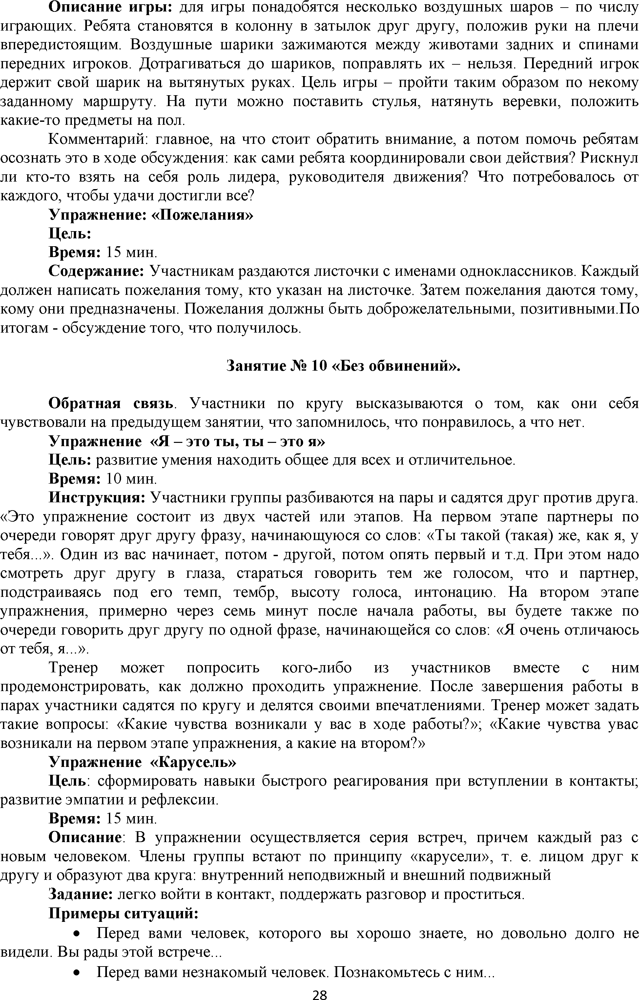 Описание игры: для игры понадобятся несколько воздушных шаров – по числу
играющих. Ребята становятся в колонну в затылок друг другу, положив руки на плечи
впередистоящим. Воздушные шарики зажимаются между животами задних и спинами
передних игроков. Дотрагиваться до шариков, поправлять их – нельзя. Передний игрок
держит свой шарик на вытянутых руках. Цель игры – пройти таким образом по некому
заданному маршруту. На пути можно поставить стулья, натянуть веревки, положить
какие-то предметы на пол.
Комментарий: главное, на что стоит обратить внимание, а потом помочь ребятам
осознать это в ходе обсуждения: как сами ребята координировали свои действия? Рискнул
ли кто-то взять на себя роль лидера, руководителя движения? Что потребовалось от
каждого, чтобы удачи достигли все?
Упражнение: «Пожелания»
Цель:
Время: 15 мин.
Содержание: Участникам раздаются листочки с именами одноклассников. Каждый
должен написать пожелания тому, кто указан на листочке. Затем пожелания даются тому,
кому они предназначены. Пожелания должны быть доброжелательными, позитивными.По
итогам - обсуждение того, что получилось.
Занятие № 10 «Без обвинений».
Обратная связь. Участники по кругу высказываются о том, как они себя
чувствовали на предыдущем занятии, что запомнилось, что понравилось, а что нет.
Упражнение «Я – это ты, ты – это я»
Цель: развитие умения находить общее для всех и отличительное.
Время: 10 мин.
Инструкция: Участники группы разбиваются на пары и садятся друг против друга.
«Это упражнение состоит из двух частей или этапов. На первом этапе партнеры по
очереди говорят друг другу фразу, начинающуюся со слов: «Ты такой (такая) же, как я, у
тебя...». Один из вас начинает, потом - другой, потом опять первый и т.д. При этом надо
смотреть друг другу в глаза, стараться говорить тем же голосом, что и партнер,
подстраиваясь под его темп, тембр, высоту голоса, интонацию. На втором этапе
упражнения, примерно через семь минут после начала работы, вы будете также по
очереди говорить друг другу по одной фразе, начинающейся со слов: «Я очень отличаюсь
от тебя, я...».
Тренер может попросить кого-либо из участников вместе с ним
продемонстрировать, как должно проходить упражнение. После завершения работы в
парах участники садятся по кругу и делятся своими впечатлениями. Тренер может задать
такие вопросы: «Какие чувства возникали у вас в ходе работы?»; «Какие чувства увас
возникали на первом этапе упражнения, а какие на втором?»
Упражнение «Карусель»
Цель: сформировать навыки быстрого реагирования при вступлении в контакты;
развитие эмпатии и рефлексии.
Время: 15 мин.
Описание: В упражнении осуществляется серия встреч, причем каждый раз с
новым человеком. Члены группы встают по принципу «карусели», т. е. лицом друг к
другу и образуют два круга: внутренний неподвижный и внешний подвижный
Задание: легко войти в контакт, поддержать разговор и проститься.
Примеры ситуаций:
• Перед вами человек, которого вы хорошо знаете, но довольно долго не
видели. Вы рады этой встрече...
• Перед вами незнакомый человек. Познакомьтесь с ним...
28